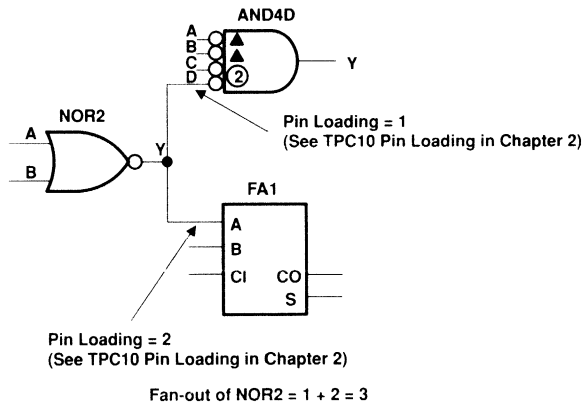 AND4D
A
B
C
D
2
Y
Pin Loading = 1
(See TPC10 Pin Loading in Chapter 2)
NOR2
A
B
Y
FA1
A
B
CI
CO
S
Pin Loading = 2
(See TPC10 Pin Loading in Chapter 2)
Fan-out of NOR2 = 1 + 2 = 3